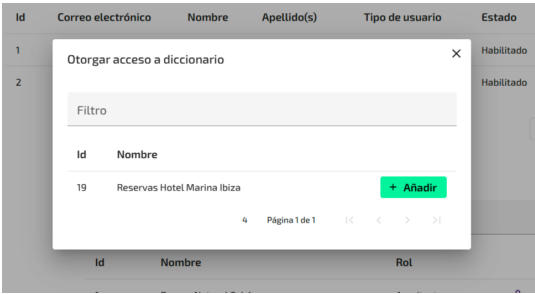 Id Correo electrónico Nombre Apellido(s) Tipo de usuario Estado
1 Habilitado
2 Habilitado
Otorgar acceso a diccionario
Filtro
Id Nombre
19 Reservas Hotel Marina Ibiza + Añadir
4 Página 1 de 1
Id Nombre Rol